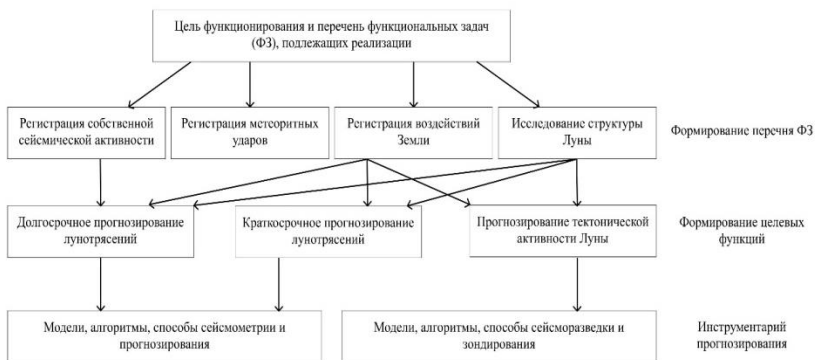 Цель функционирования и перечень функциональных задач
(ФЗ), подлежащих реализации
Регистрация собственной
сейсмической активности
Регистрация метеоритных
ударов
Регистрация воздействий
Земли
Исследование структуры
Луны
Формирование перечня ФЗ
Долгосрочное прогнозирование
лунотрясений
Краткосрочное прогнозирование
лунотрясений
Прогнозирование тектонической
активности Луны
Формирование целевых
функций
Модели, алгоритмы, способы сейсмометрии и
прогнозирования
Модели, алгоритмы, способы сейсморазведки и
зондирования
Инструментарий
прогнозирования